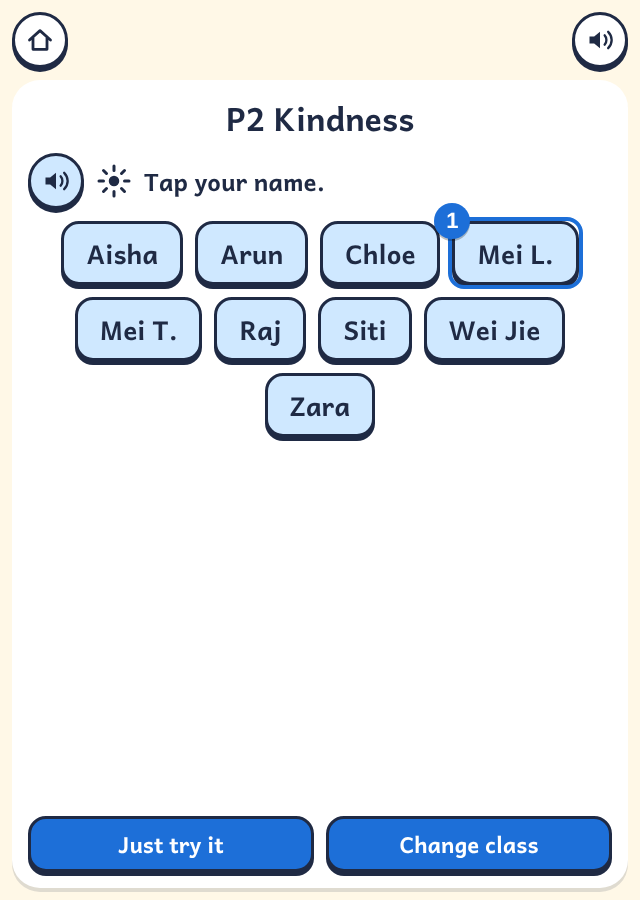 P2 Kindness
Tap your name.
1
Aisha Arun Chloe Mei L.
Mei T. Raj Siti Wei Jie
Zara
Just try it Change class